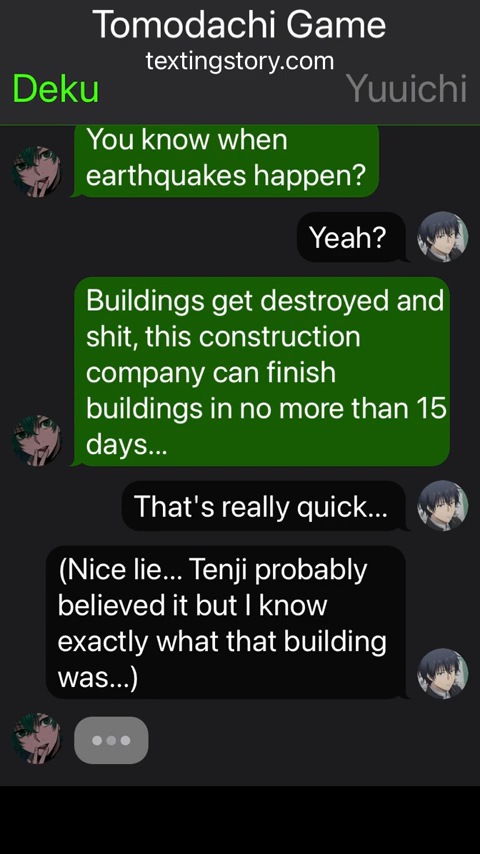 Tomodachi Game
textingstory.com
Deku
Yuuichi
You know when
earthquakes happen?
Yeah?
Buildings get destroyed and
shit, this construction
company can finish
buildings in no more than 15
days...
That's really quick...
(Nice lie... Tenji probably
believed it but I know
exactly what that building
was...)